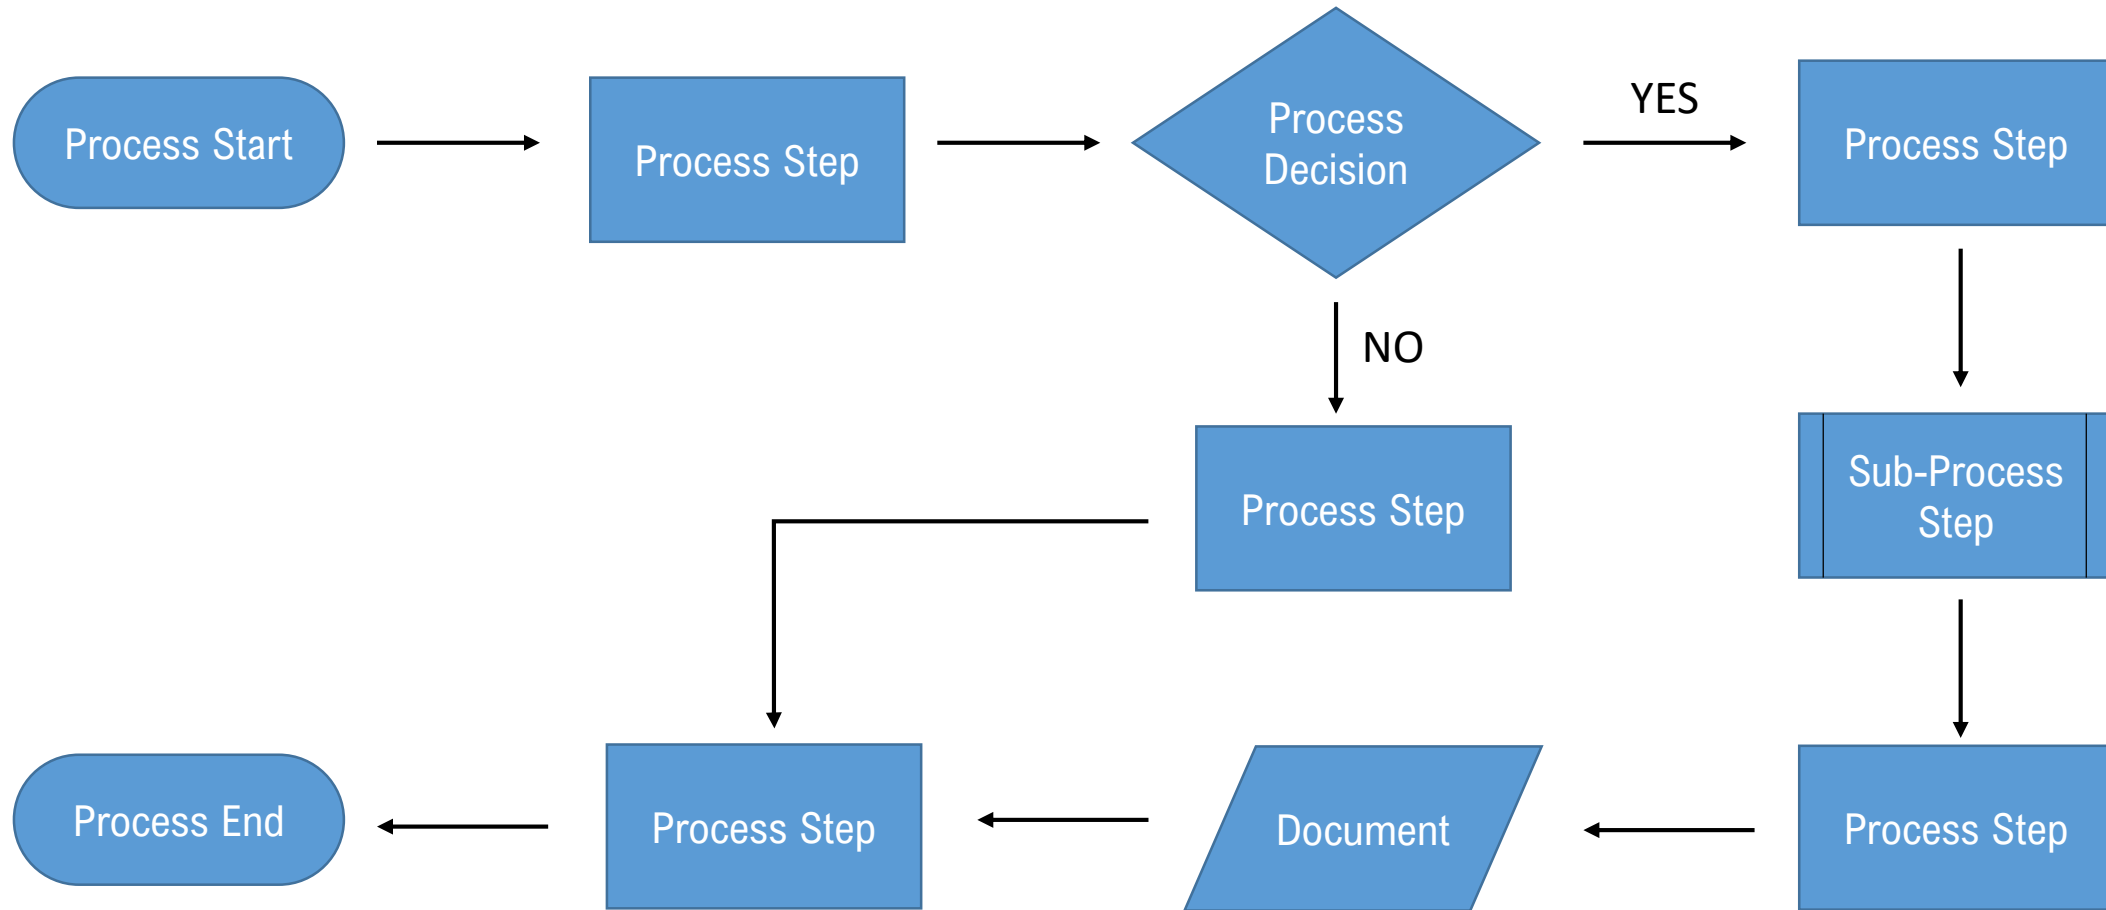 Process Start
Process Step
Process
Decision
YES
Process Step
NO
Process Step
Sub-Process
Step
Process End
Process Step
Document
Process Step